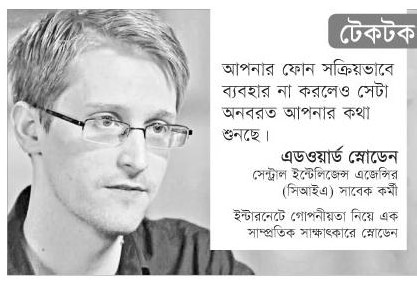 টেকটক
আপনার ফোন সক্রিয়ভাবে
ব্যবহার না করলেও সেটা
অনবরত আপনার কথা
শুনছে।
এডওয়ার্ড স্নোডেন
সেন্ট্রাল ইন্টেলিজেন্স এজেন্সির
(সিআইএ) সাবেক কর্মী
ইন্টারনেটে গোপনীয়তা নিয়ে এক
সাম্প্রতিক সাক্ষাৎকারে স্নোডেন